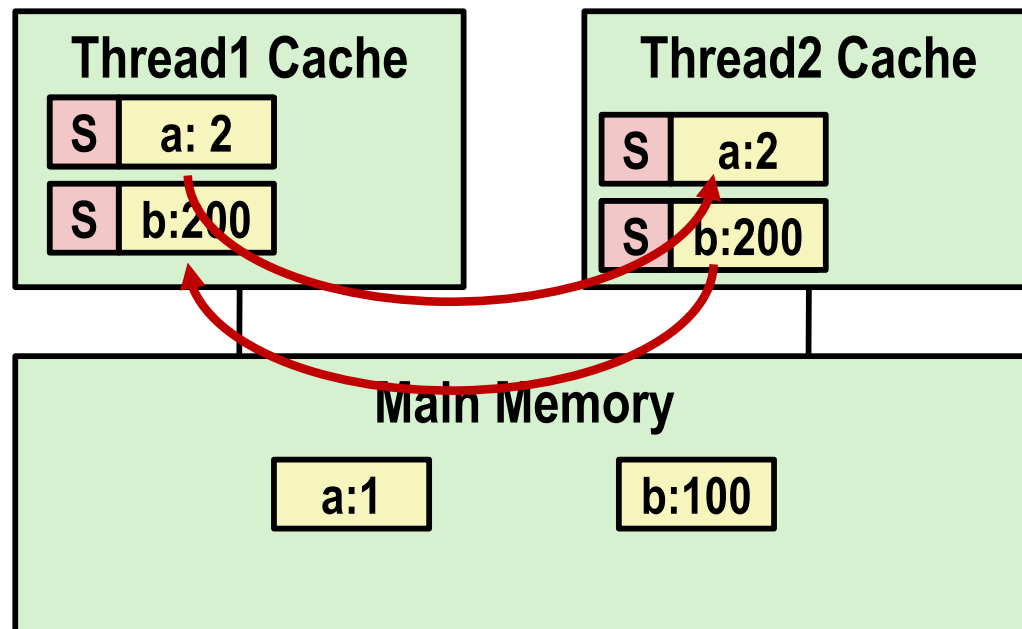 Thread1 Cache
S a: 2
S b:200
Thread2 Cache
S a:2
S b:200
Main Memory
a:1
b:100